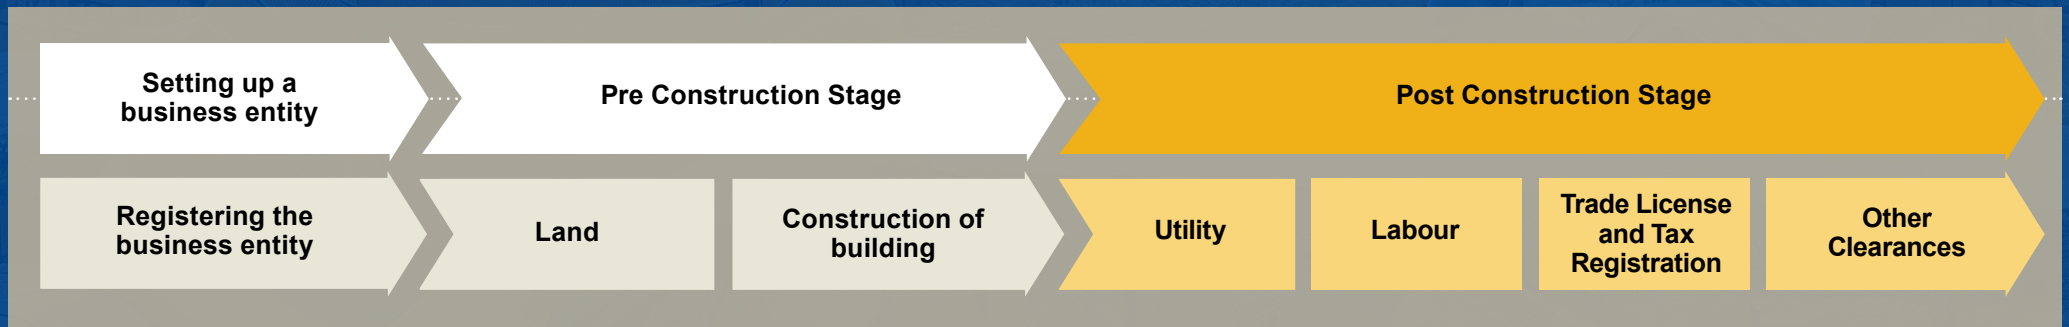 Setting up a
business entity
Pre Construction Stage
Post Construction Stage
Registering the
business entity
Land
Construction of
building
Utility
Labour
Trade License
and Tax
Registration
Other
Clearances